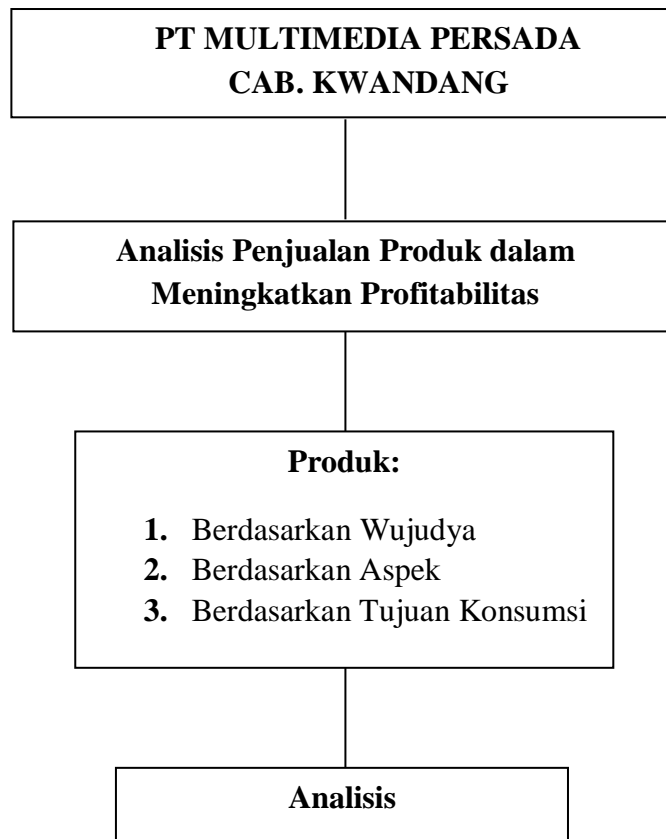 PT MULTIMEDIA PERSADA
CAB. KWANDANG
Analisis Penjualan Produk dalam
Meningkatkan Profitabilitas
Produk:
1. Berdasarkan Wujudya
2. Berdasarkan Aspek
3. Berdasarkan Tujuan Konsumsi
Analisis